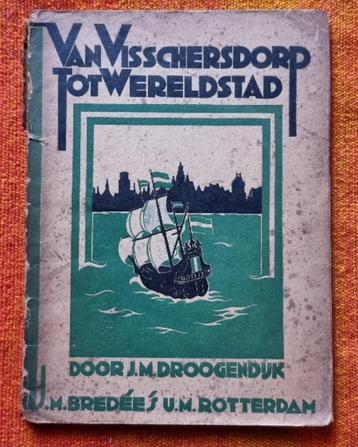 VAN VISSCHERSDORP
TOT WERELDSTAD
DOOR J.M. DROOGENDIJK
J.M. BREDÉE'S U.M. ROTTERDAM